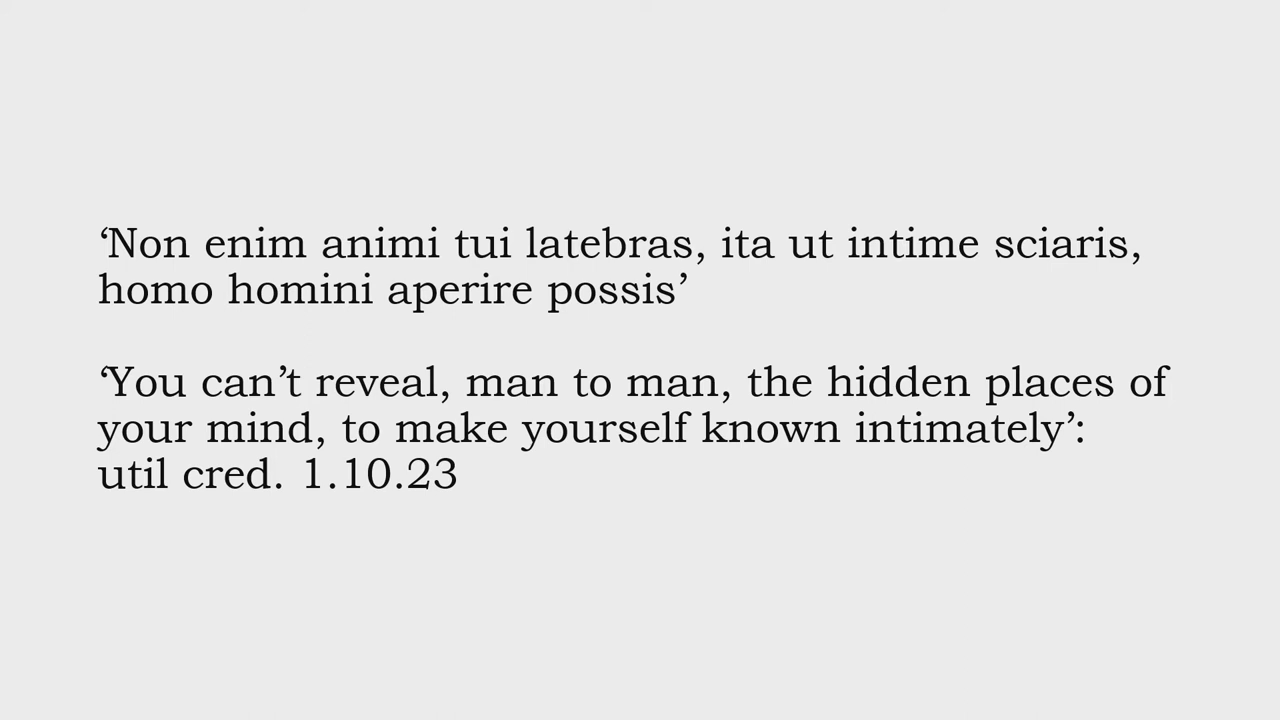 ‘Non enim animi tui latebras, ita ut intime sciaris,
homo homini aperire possis’
‘You can’t reveal, man to man, the hidden places of
your mind, to make yourself known intimately’:
util cred. 1.10.23